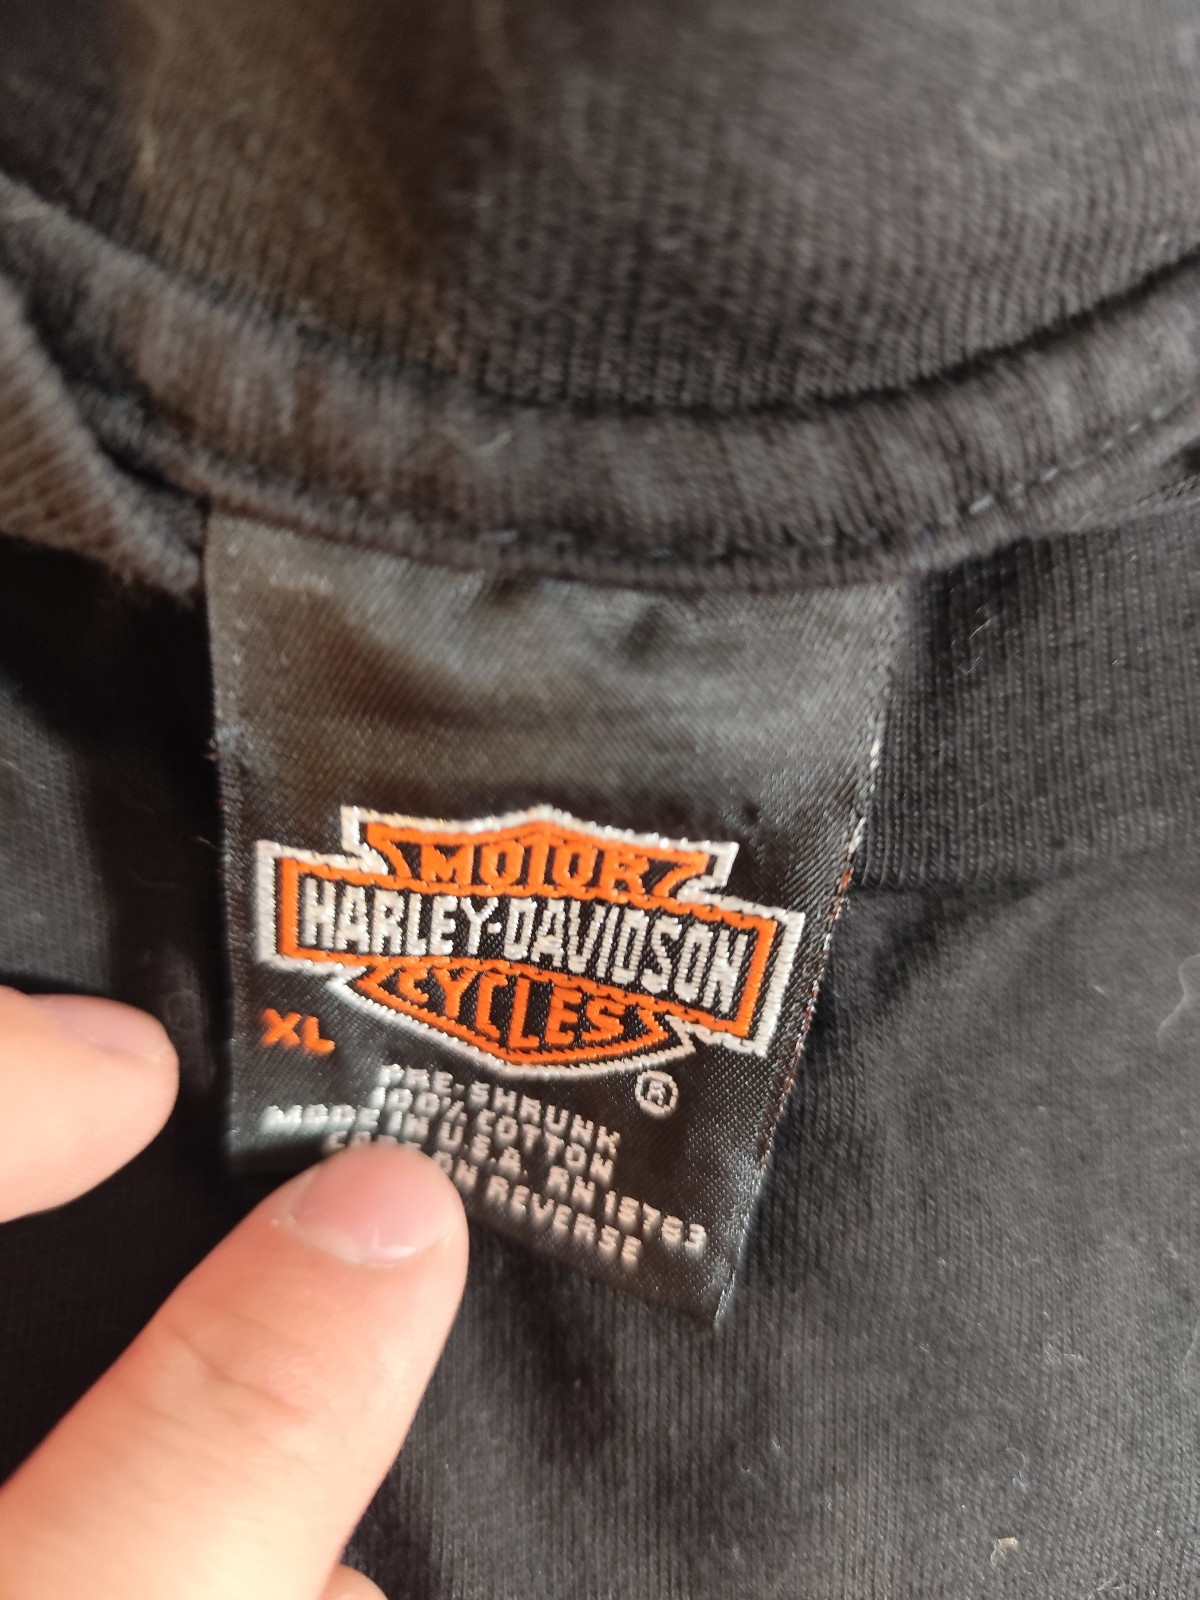 MOTOR
HARLEY-DAVIDSON
CYCLES
®
XL
PRE-SHRUNK
100% COTTON
MADE IN U.S.A. RN 15763
ON REVERSE